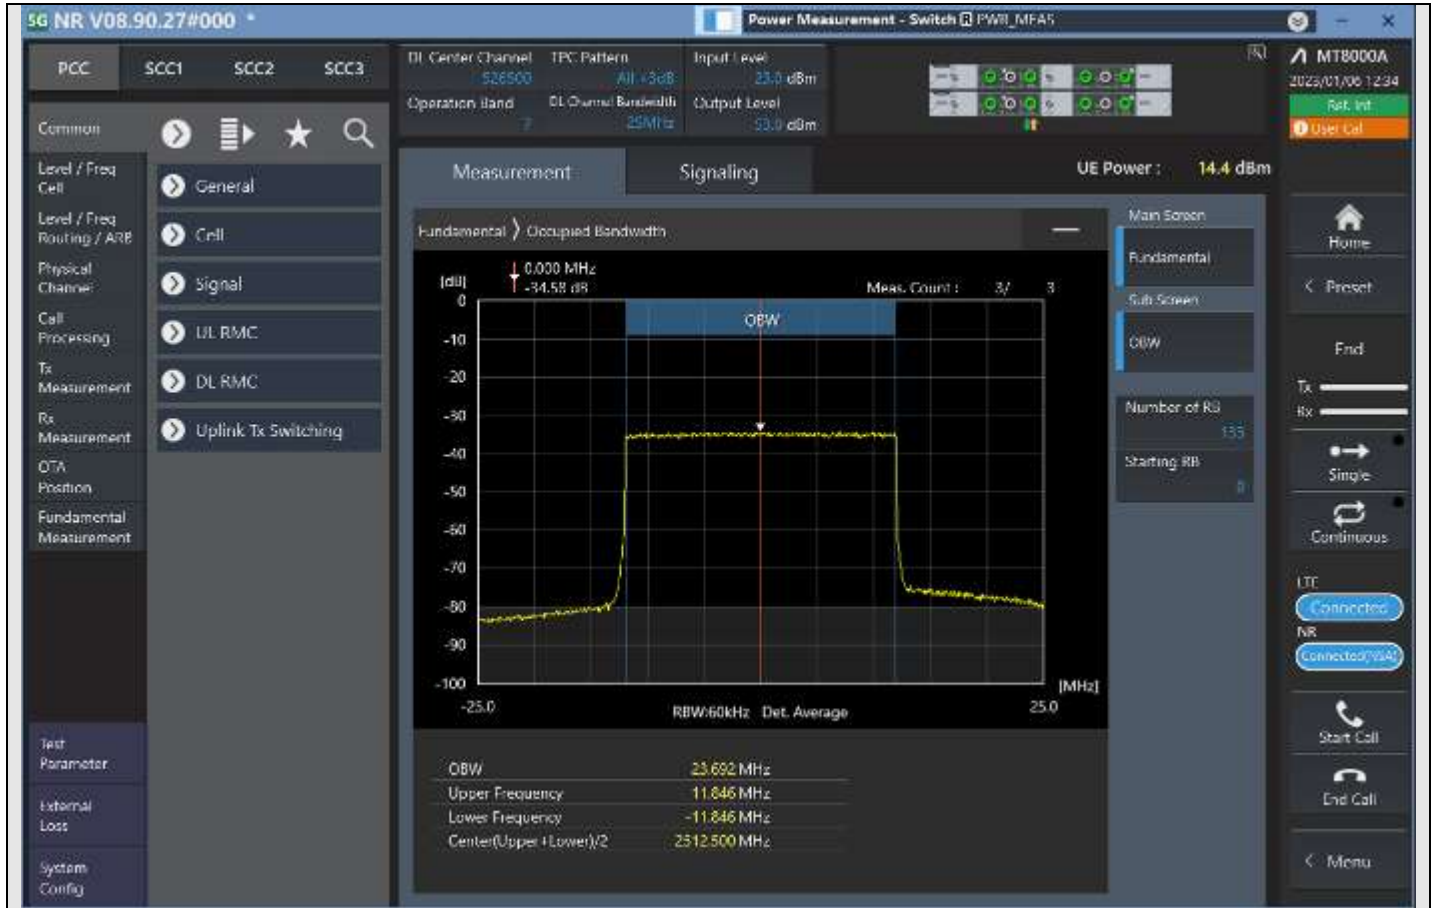 5G NR V08.90.27#000 *
Power Measurement - Switch PWR_MEAS
PCC
SCC1
SCC2
SCC3
DL Center Channel
526500
TPC Pattern
All +3dB
Input Level
23.0 dBm
Operation Band
7
DL Channel Bandwidth
25MHz
Output Level
dBm
MT8000A
2023/01/06 12:34
Ref. Int
User Cal
Common
Level / Freq
Cell
Level / Freq
Routing / ARB
Physical
Channel
Call
Processing
Tx
Measurement
Rx
Measurement
OTA
Position
Fundamental
Measurement
Test
Parameter
External
Loss
System
Config
General
Cell
Signal
UL RMC
DL RMC
Uplink Tx Switching
Measurement
Signaling
UE Power : 14.4 dBm
Fundamental > Occupied Bandwidth
[dB]
0.000 MHz
-34.58 dB
Meas. Count : 3/ 3
OBW
0
-10
-20
-30
-40
-50
-60
-70
-80
-90
-100
[MHz]
-25.0
RBW:60kHz Det. Average
25.0
OBW 23.692 MHz
Upper Frequency 11.846 MHz
Lower Frequency -11.846 MHz
Center(Upper+Lower)/2 2512.500 MHz
Main Screen
Fundamental
Sub Screen
OBW
Number of RB
133
Starting RB
0
Home
< Preset
End
Tx
Rx
Single
Continuous
LTE
Connected
NR
Connected(NSA)
Start Call
End Call
< Menu